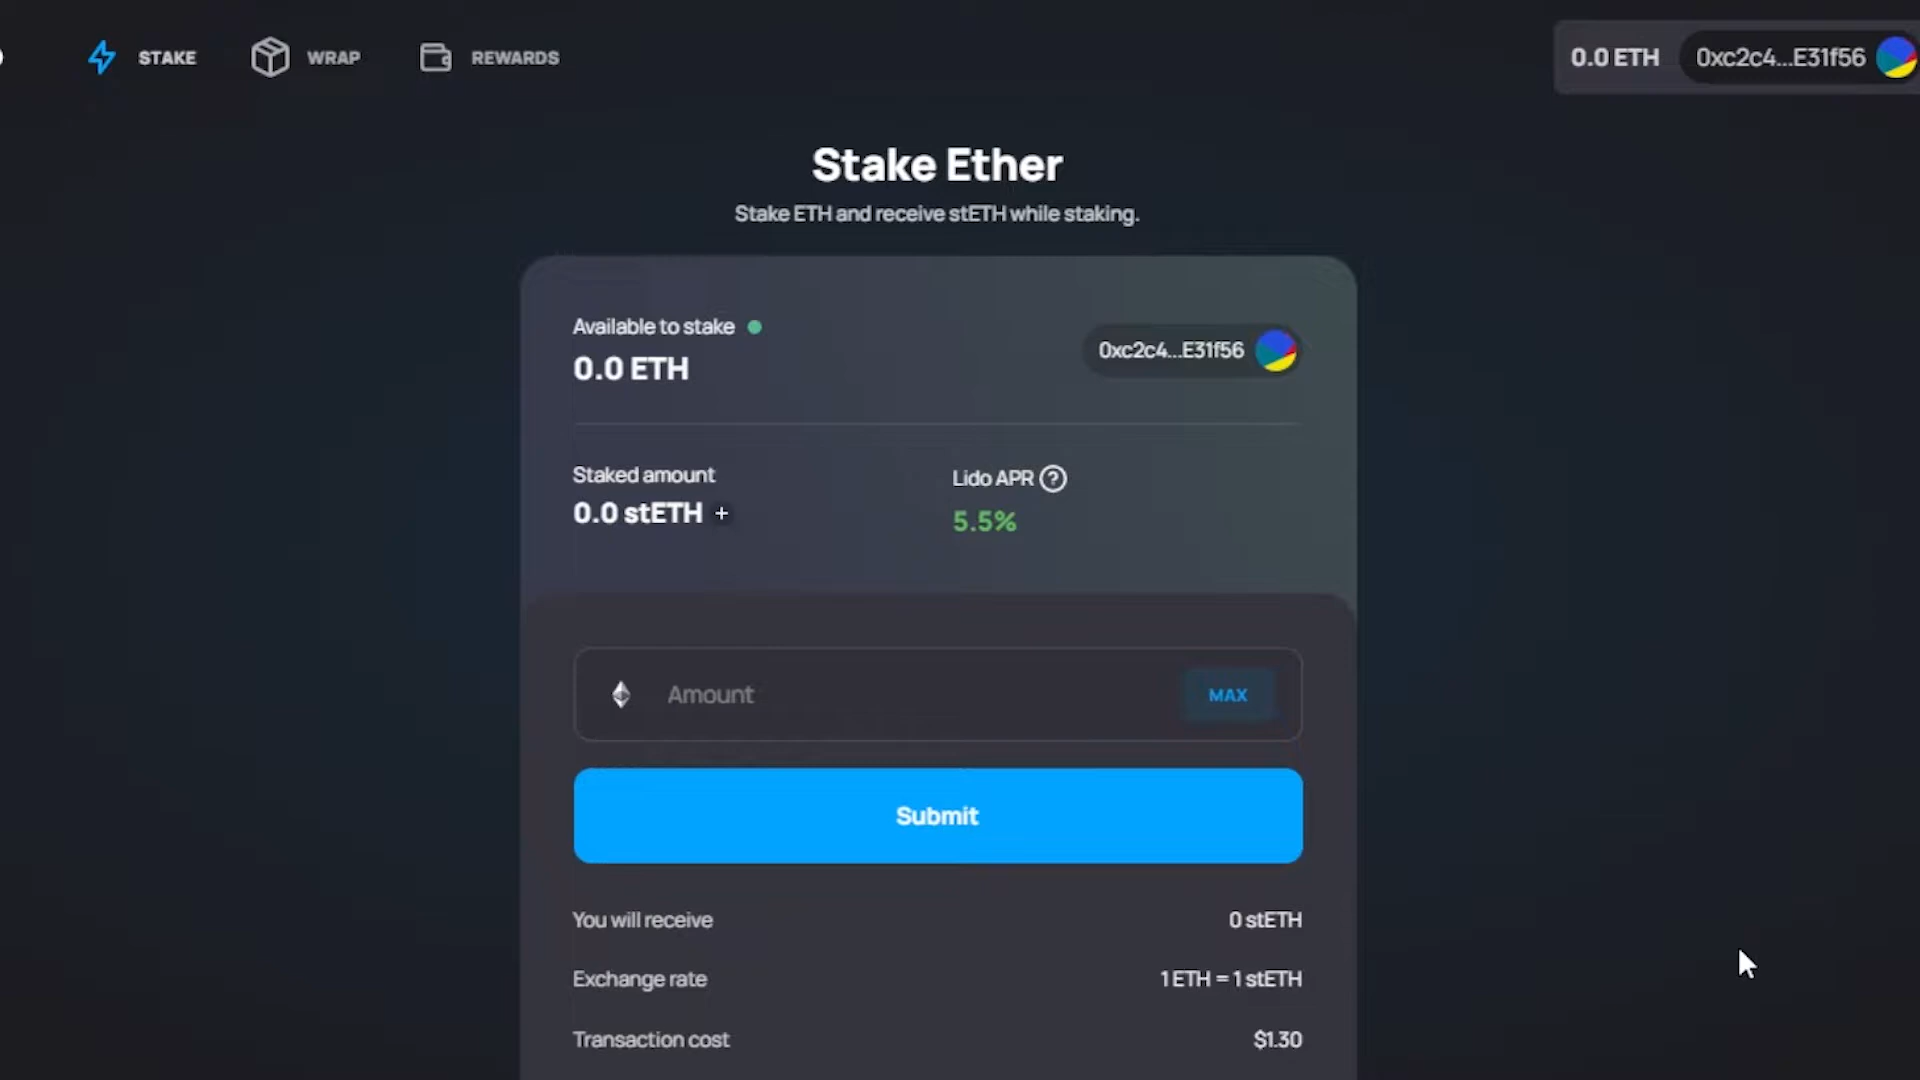 STAKE
WRAP
REWARDS
0.0 ETH
0xc2c4...E31f56
Stake Ether
Stake ETH and receive stETH while staking.
Available to stake
0.0 ETH
0xc2c4...E31f56
Staked amount
0.0 stETH +
Lido APR ?
5.5%
Amount
MAX
Submit
You will receive
0 stETH
Exchange rate
1 ETH = 1 stETH
Transaction cost
$1.30